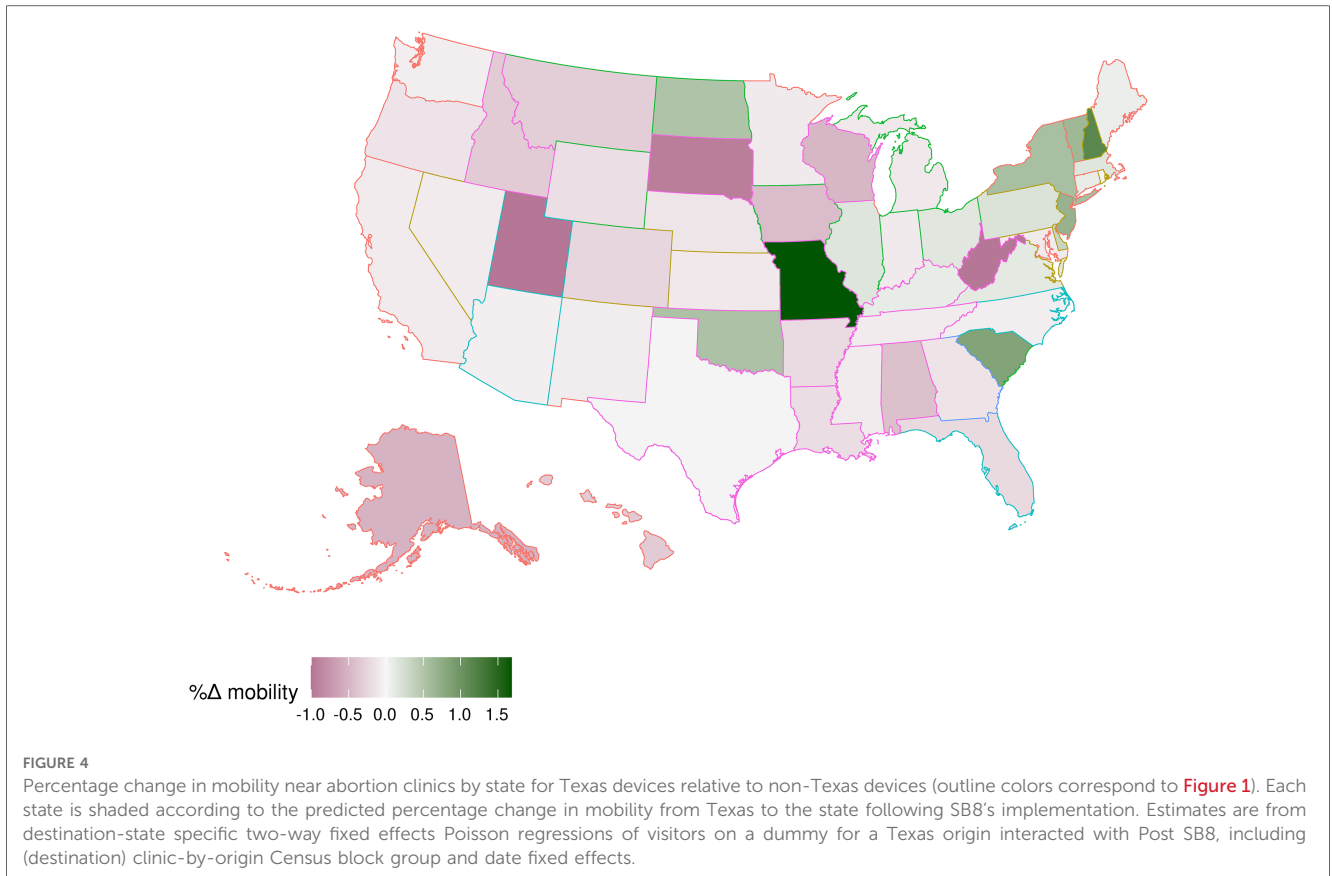 %Δ mobility
-1.0 -0.5 0.0 0.5 1.0 1.5
FIGURE 4
Percentage change in mobility near abortion clinics by state for Texas devices relative to non-Texas devices (outline colors correspond to Figure 1). Each
state is shaded according to the predicted percentage change in mobility from Texas to the state following SB8’s implementation. Estimates are from
destination-state specific two-way fixed effects Poisson regressions of visitors on a dummy for a Texas origin interacted with Post SB8, including
(destination) clinic-by-origin Census block group and date fixed effects.